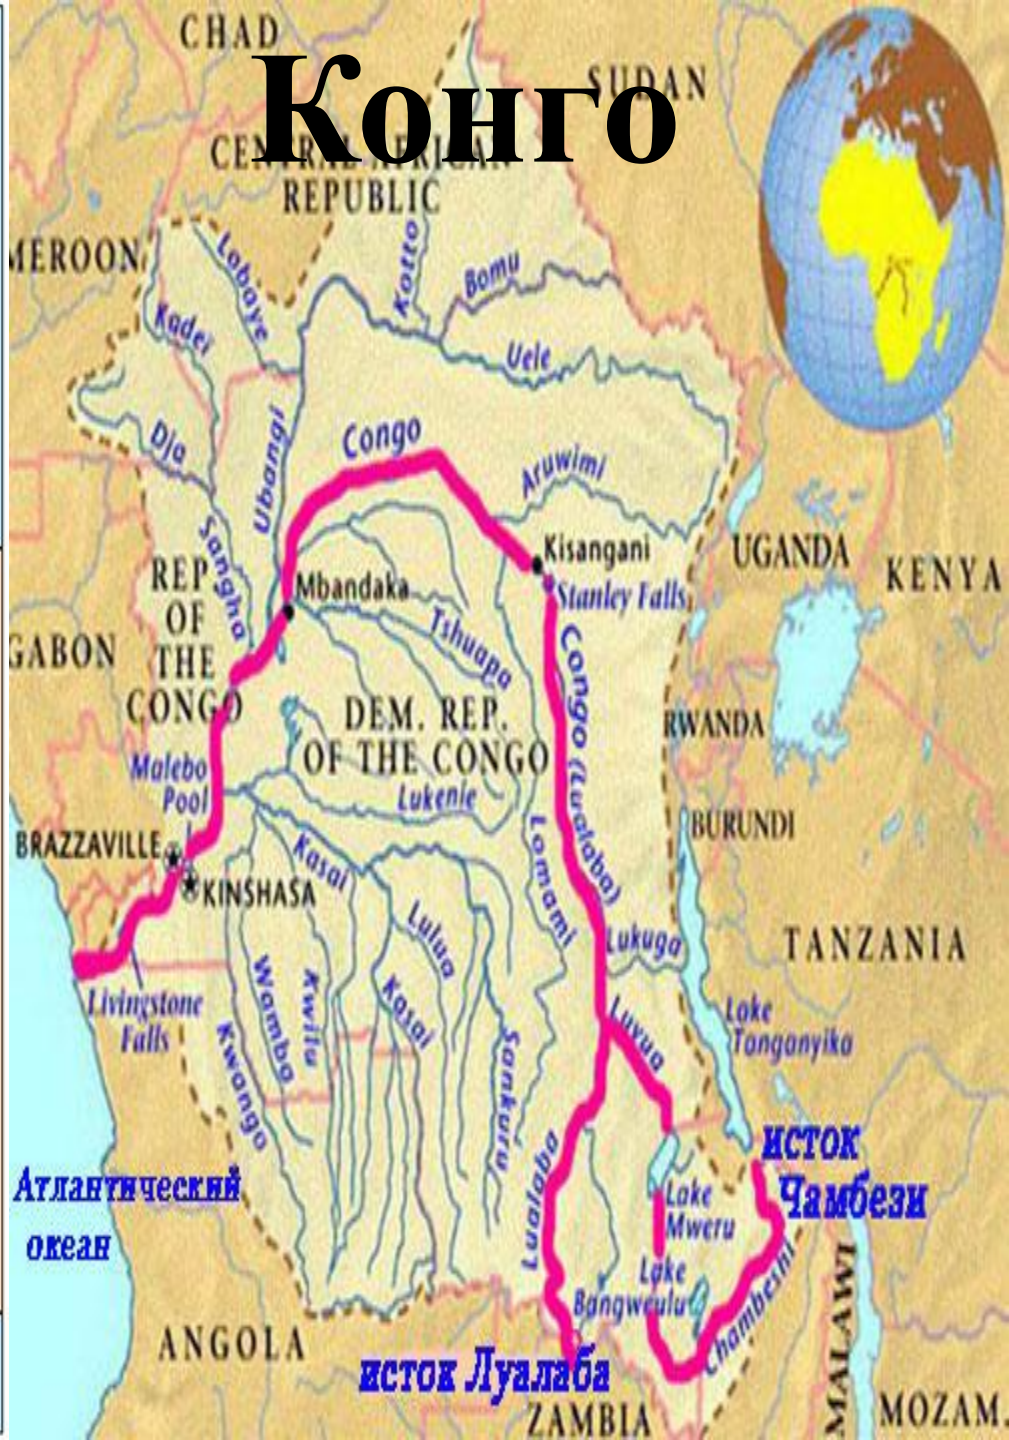 CHAD
Конго
SUDAN
CENTRAL AFRICAN
REPUBLIC
MEROON
Lobaye
Kotto
Bomu
Kadei
Uele
Dja
Ubangi
Congo
Aruwimi
Sangha
Kisangani
Stanley Falls
UGANDA
KENYA
REP.
OF
THE
CONGO
Mbandaka
GABON
Tshuapa
Congo (Lualaba)
DEM. REP.
OF THE CONGO
RWANDA
Malebo
Pool
Lukenie
BURUNDI
BRAZZAVILLE
KINSHASA
Kasai
Lomami
Lulua
Lukuga
TANZANIA
Livingstone
Falls
Wamba
Kwilu
Kasai
Luvua
Lake
Tanganyika
Kwango
Sankuru
исток
Чамбези
Атлантический
океан
Lualaba
Lake
Mweru
Lake
Bangweulu
Chambeshi
MALAWI
ANGOLA
исток Луалаба
ZAMBIA
MOZAM.